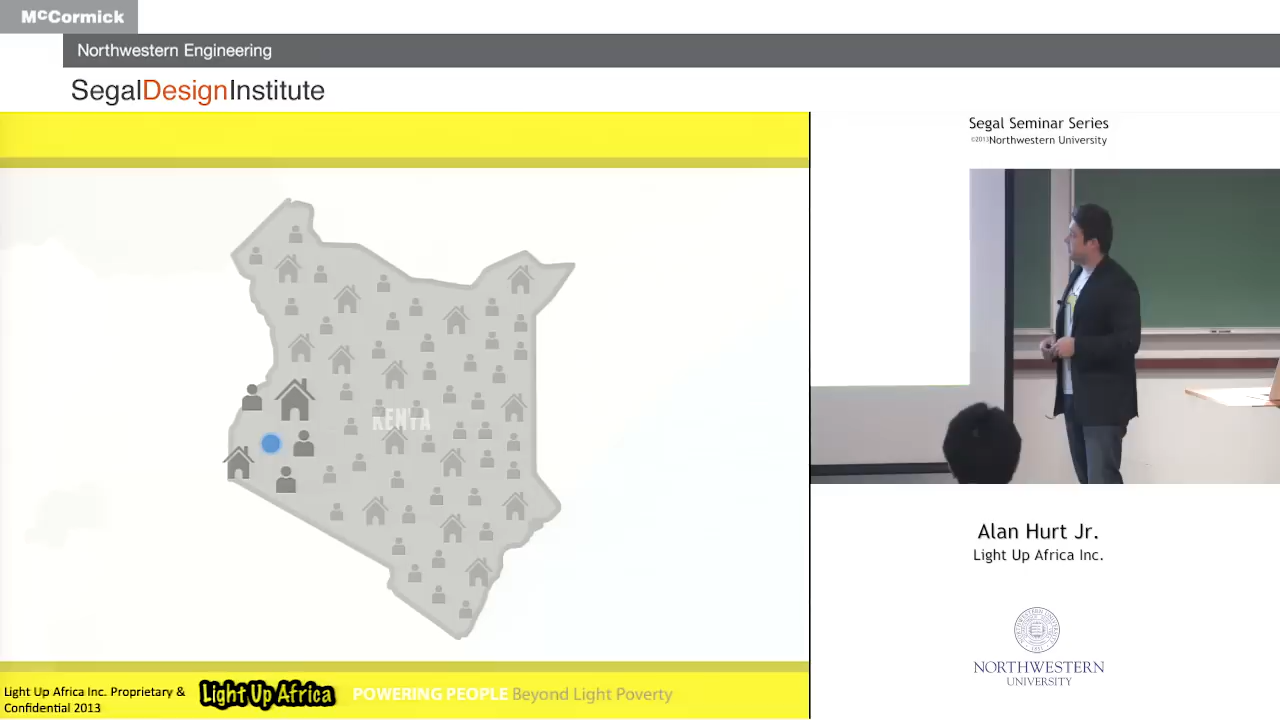 McCormick
Northwestern Engineering
SegalDesignInstitute
KENYA
Light Up Africa Inc. Proprietary &
Confidential 2013
Light Up Africa
POWERING PEOPLE Beyond Light Poverty
Segal Seminar Series
©2013Northwestern University
Alan Hurt Jr.
Light Up Africa Inc.
NORTHWESTERN
UNIVERSITY